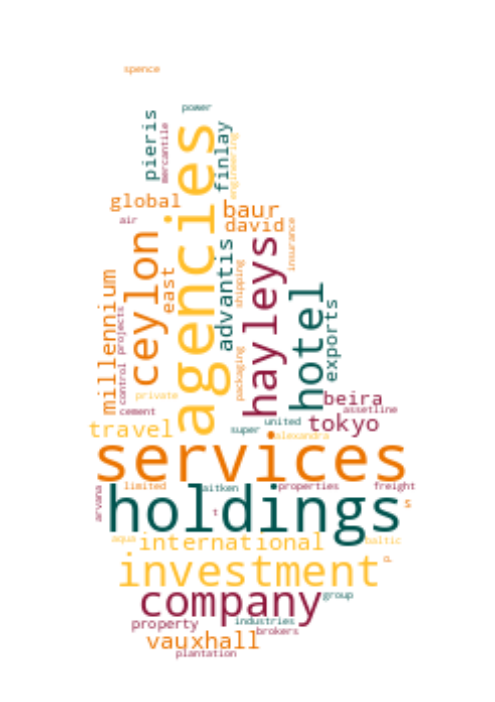 spence
power
pieris
mercantile
agencies
finlay
engineering
global
baur
air
david
ceylon
east
advantis
hayleys
insurance
shipping
hotel
millennium
control
projects
exports
packaging
private
beira
cement
assetline
travel
super
united
tokyo
alexandra
services
arvana
limited
aitken
properties
freight
holdings
t
s
aqua
international
baltic
investment
company
group
property
industries
brokers
vauxhall
plantation